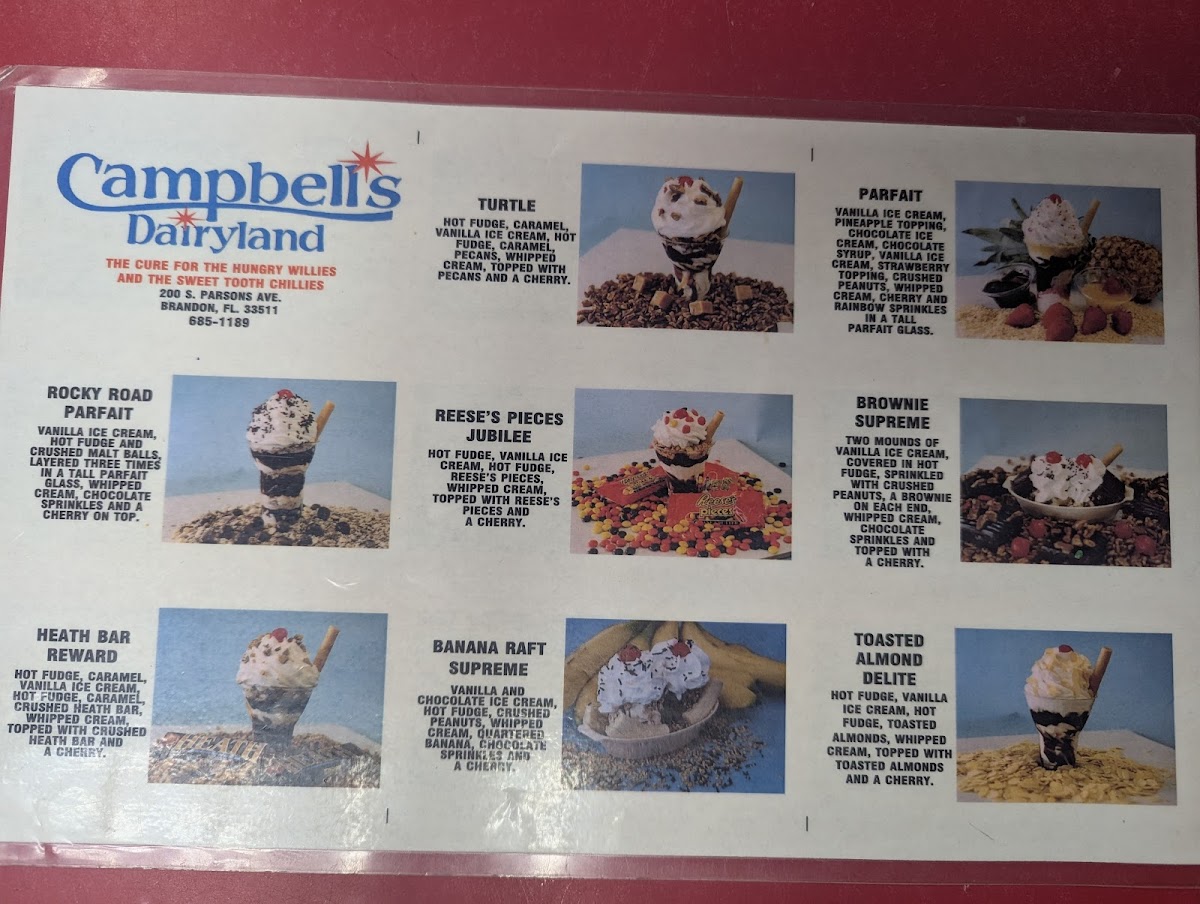 Campbell's
Dairyland
THE CURE FOR THE HUNGRY WILLIES
AND THE SWEET TOOTH CHILLIES
200 S. PARSONS AVE.
BRANDON, FL. 33511
685-1189
TURTLE
HOT FUDGE, CARAMEL,
VANILLA ICE CREAM, HOT
FUDGE, CARAMEL,
PECANS, WHIPPED
CREAM, TOPPED WITH
PECANS AND A CHERRY.
PARFAIT
VANILLA ICE CREAM,
PINEAPPLE TOPPING,
CHOCOLATE ICE
CREAM, CHOCOLATE
SYRUP, VANILLA ICE
CREAM, STRAWBERRY
TOPPING, CRUSHED
PEANUTS, WHIPPED
CREAM, CHERRY AND
RAINBOW SPRINKLES
IN A TALL
PARFAIT GLASS.
ROCKY ROAD
PARFAIT
VANILLA ICE CREAM,
HOT FUDGE AND
CRUSHED MALT BALLS,
LAYERED THREE TIMES
IN A TALL PARFAIT
GLASS, WHIPPED
CREAM, CHOCOLATE
SPRINKLES AND A
CHERRY ON TOP.
REESE'S PIECES
JUBILEE
HOT FUDGE, VANILLA ICE
CREAM, HOT FUDGE,
REESE'S PIECES,
WHIPPED CREAM,
TOPPED WITH REESE'S
PIECES AND
A CHERRY.
Reese's
Pieces
BROWNIE
SUPREME
TWO MOUNDS OF
VANILLA ICE CREAM,
COVERED IN HOT
FUDGE, SPRINKLED
WITH CRUSHED
PEANUTS, A BROWNIE
ON EACH END,
WHIPPED CREAM,
CHOCOLATE
SPRINKLES AND
TOPPED WITH
A CHERRY.
HEATH BAR
REWARD
HOT FUDGE, CARAMEL,
VANILLA ICE CREAM,
HOT FUDGE, CARAMEL,
CRUSHED HEATH BAR,
WHIPPED CREAM,
TOPPED WITH CRUSHED
HEATH BAR AND
A CHERRY.
HEATH
BANANA RAFT
SUPREME
VANILLA AND
CHOCOLATE ICE CREAM,
HOT FUDGE, CRUSHED
PEANUTS, WHIPPED
CREAM, QUARTERED
BANANA, CHOCOLATE
SPRINKLES AND
A CHERRY.
TOASTED
ALMOND
DELITE
HOT FUDGE, VANILLA
ICE CREAM, HOT
FUDGE, TOASTED
ALMONDS, WHIPPED
CREAM, TOPPED WITH
TOASTED ALMONDS
AND A CHERRY.